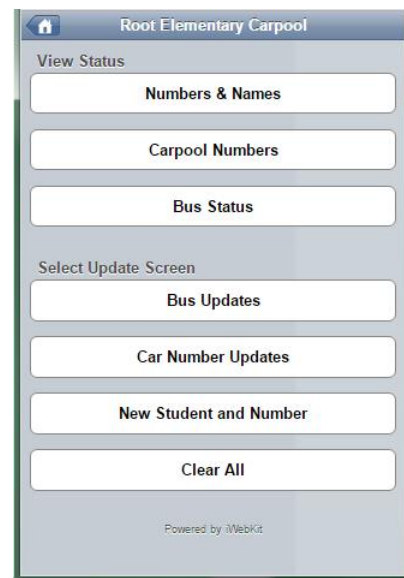 Root Elementary Carpool
View Status
Numbers & Names
Carpool Numbers
Bus Status
Select Update Screen
Bus Updates
Car Number Updates
New Student and Number
Clear All
Powered by iWebKit